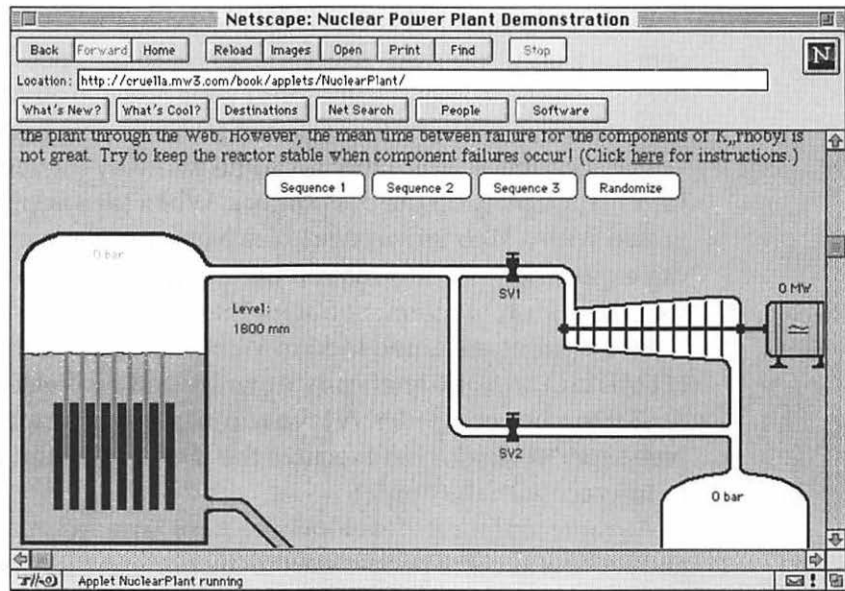 Netscape: Nuclear Power Plant Demonstration
Back Forward Home Reload Images Open Print Find Stop
N
Location: http://cruella.mw3.com/book/applets/NuclearPlant/
What's New? What's Cool? Destinations Net Search People Software
the plant through the Web. However, the mean time between failure for the components of K„rnobyl is
not great. Try to keep the reactor stable when component failures occur! (Click here for instructions.)
Sequence 1 Sequence 2 Sequence 3 Randomize
0 bar
SV1
0 MW
Level:
1800 mm
SV2
0 bar
Applet NuclearPlant running